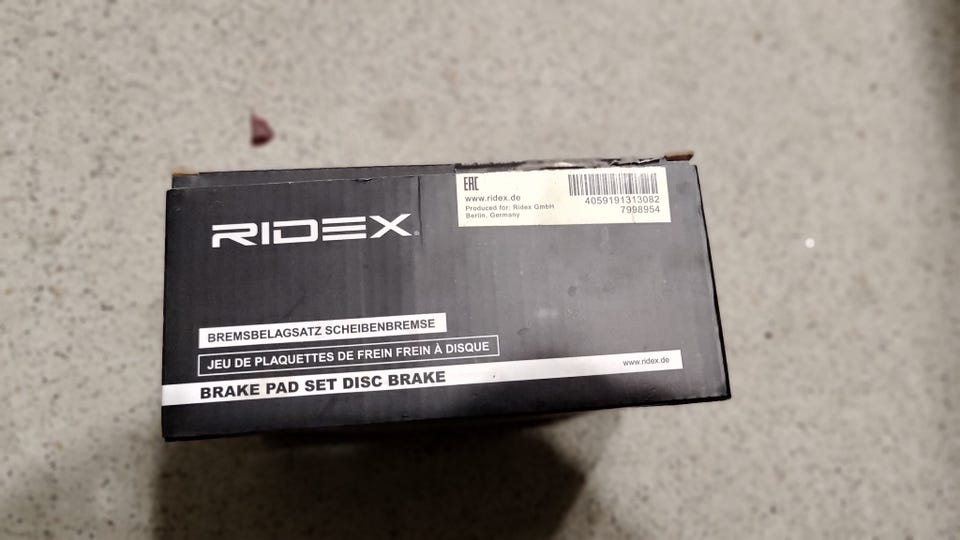 RIDEX
EAC
www.ridex.de
Produced for: Ridex GmbH
Berlin, Germany
4059191313082
7998954
BREMSBELAGSATZ SCHEIBENBREMSE
JEU DE PLAQUETTES DE FREIN FREIN À DISQUE
BRAKE PAD SET DISC BRAKE
www.ridex.de